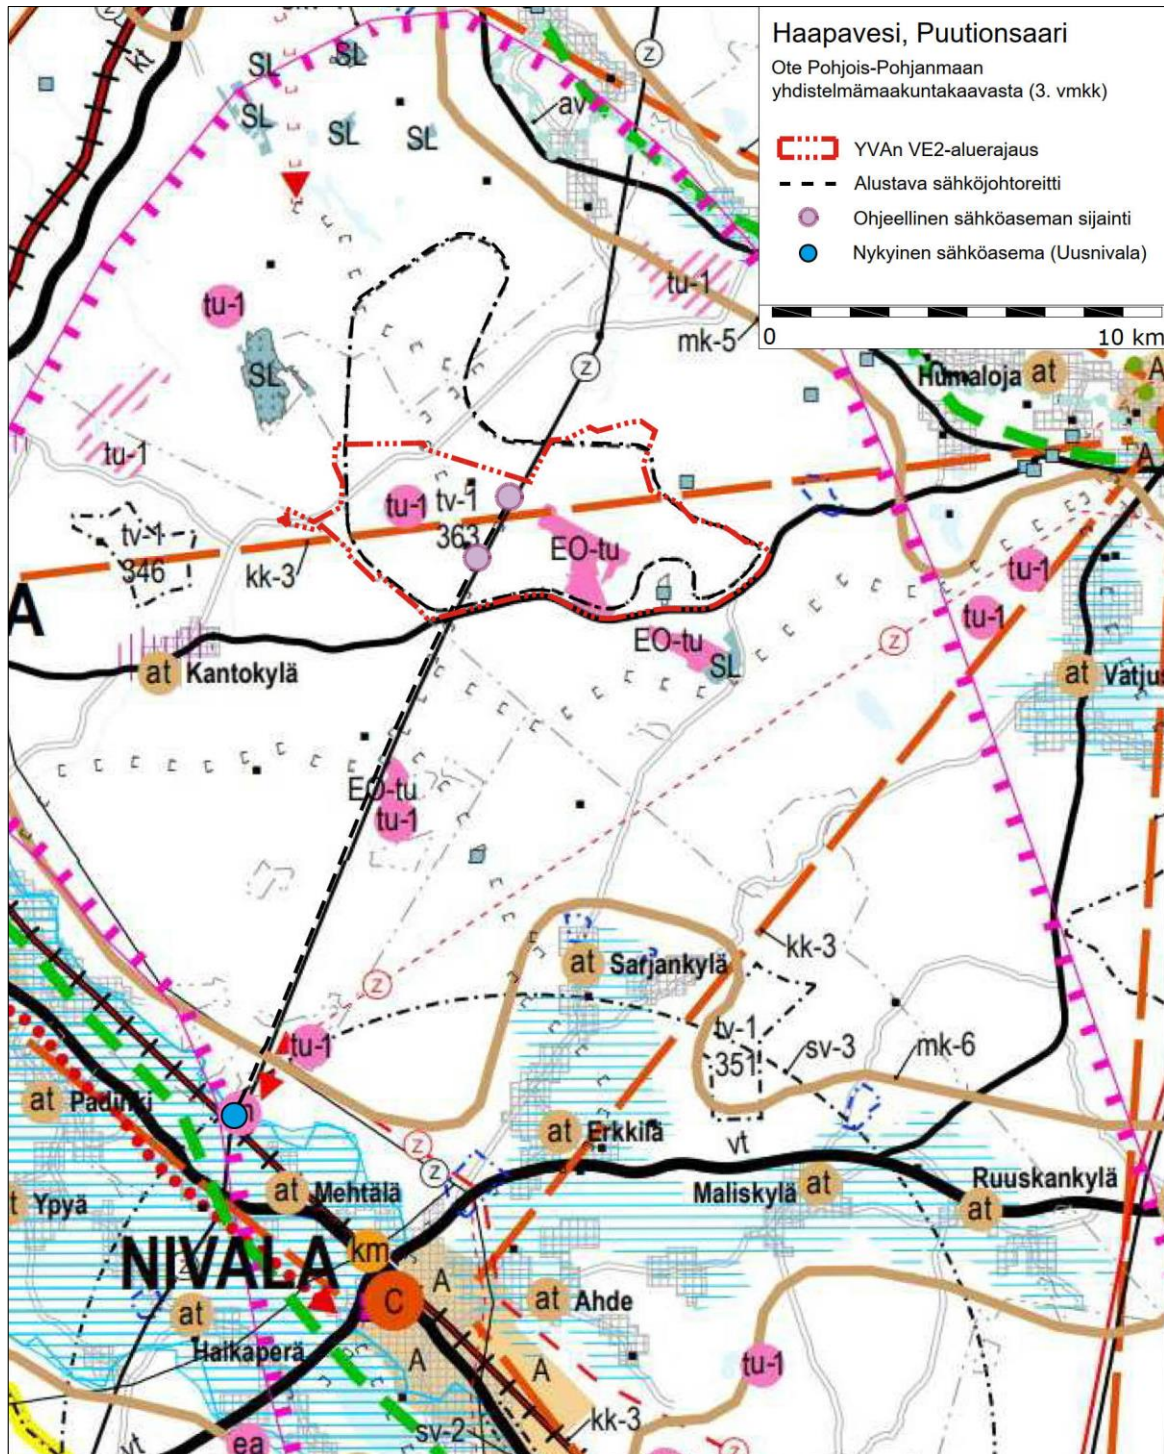 Haapavesi, Puutionsaari
Ote Pohjois-Pohjanmaan
yhdistelmämaakuntakaavasta (3. vmkk)
YVAn VE2-aluerajaus
Alustava sähköjohtoreitti
Ohjeellinen sähköaseman sijainti
Nykyinen sähköasema (Uusnivala)
0 10 km
z
kt
SL
SL
z
SL
SL
SL
av
tu-1
tu-1
mk-5
SL
z
Humaloja at A
tu-1
A
tu-1 tv-1
363
tv-1
346
kk-3
EO-tu
tu-1
tu-1
A
z
EO-tu
SL
at Kantokylä
at
EO-tu
tu-1
kk-3
at Sarjankylä
z
tv-1
351
sv-3
mk-6
tu-1
at Padinki
at Erkkilä
vt
z
z
Ruuskankylä
Maliskylä at
at
Ypyä
at Mehtälä
NIVALA
km
C
A
at Ahde
at
Haikaperä
A
A
tu-1
kk-3
sv-2
vt
ea
z